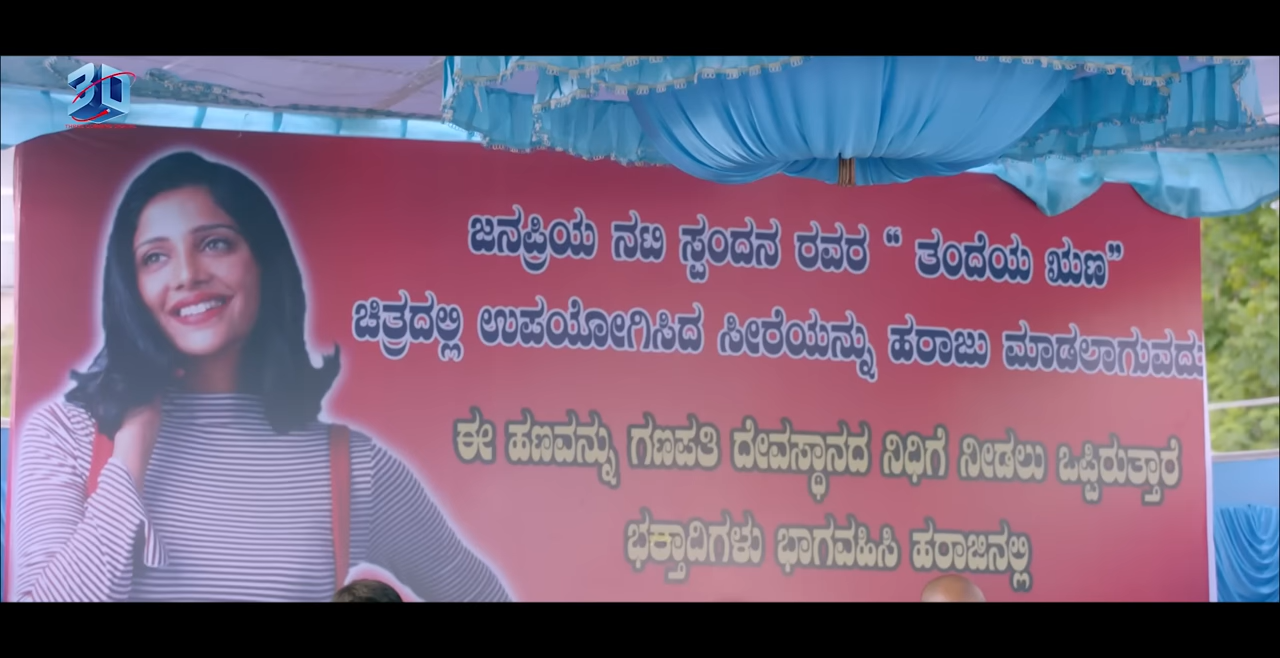 3D
ಜನಪ್ರಿಯ ನಟಿ ಸ್ಪಂದನ ರವರ “ ತಂದೆಯ ಋಣ”
ಚಿತ್ರದಲ್ಲಿ ಉಪಯೋಗಿಸಿದ ಸೀರೆಯನ್ನು ಹರಾಜು ಮಾಡಲಾಗುವದು
ಈ ಹಣವನ್ನು ಗಣಪತಿ ದೇವಸ್ಥಾನದ ನಿಧಿಗೆ ನೀಡಲು ಒಪ್ಪಿರುತ್ತಾರೆ
ಭಕ್ತಾದಿಗಳು ಭಾಗವಹಿಸಿ ಹರಾಜಿನಲ್ಲಿ